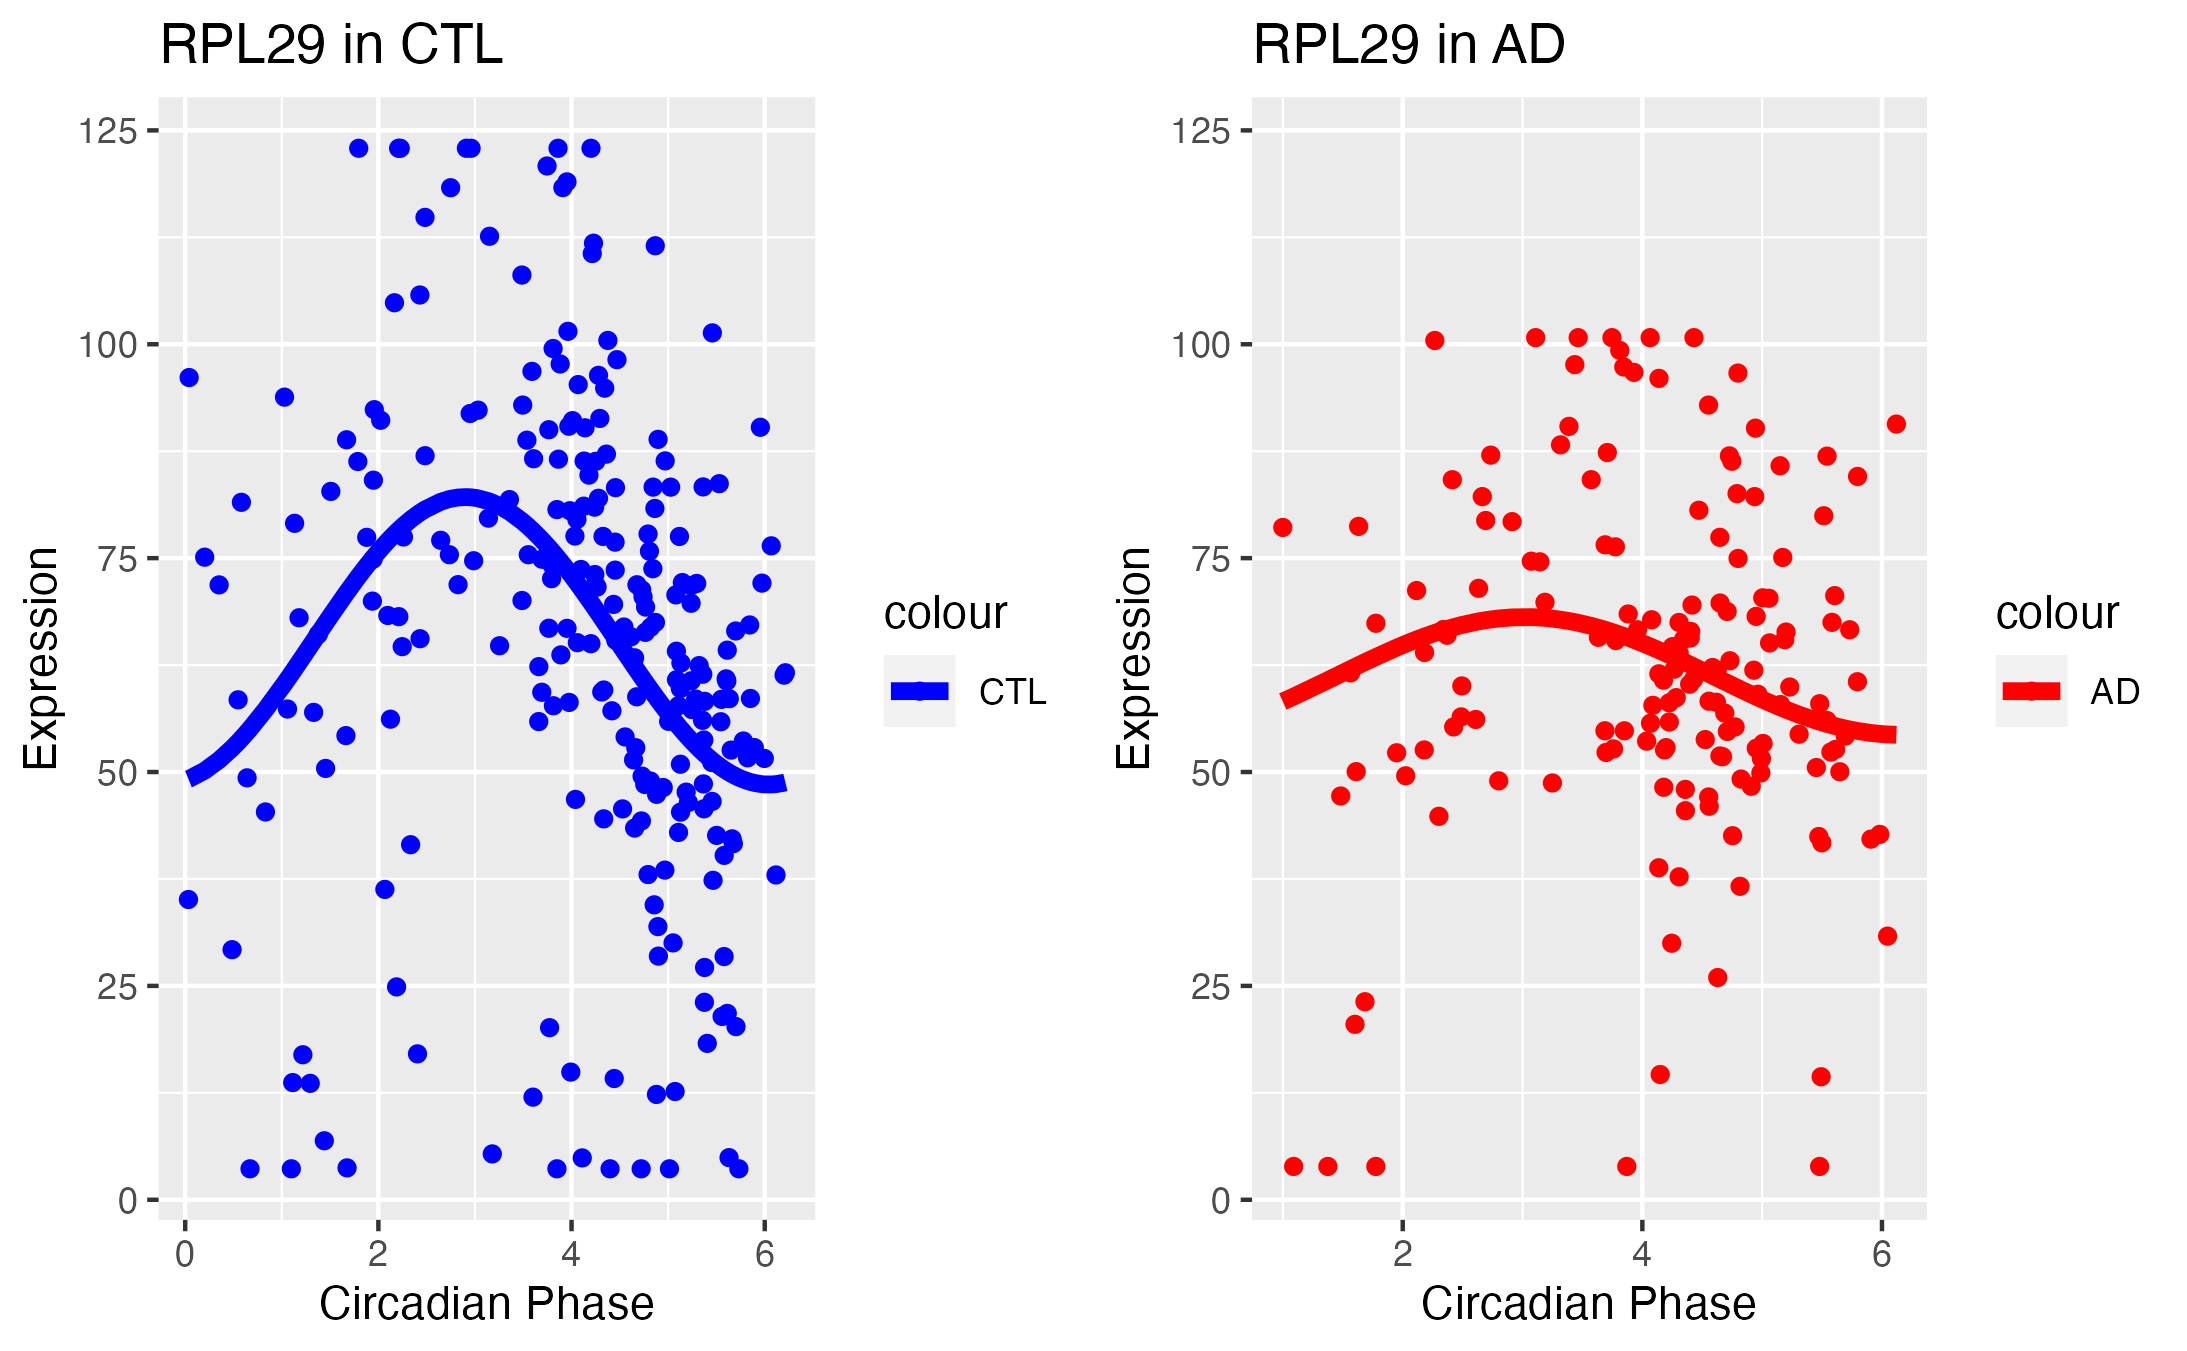 RPL29 in CTL
125
100
75
50
25
0
Expression
0 2 4 6
Circadian Phase
colour
CTL
RPL29 in AD
125
100
75
50
25
0
Expression
2 4 6
Circadian Phase
colour
AD